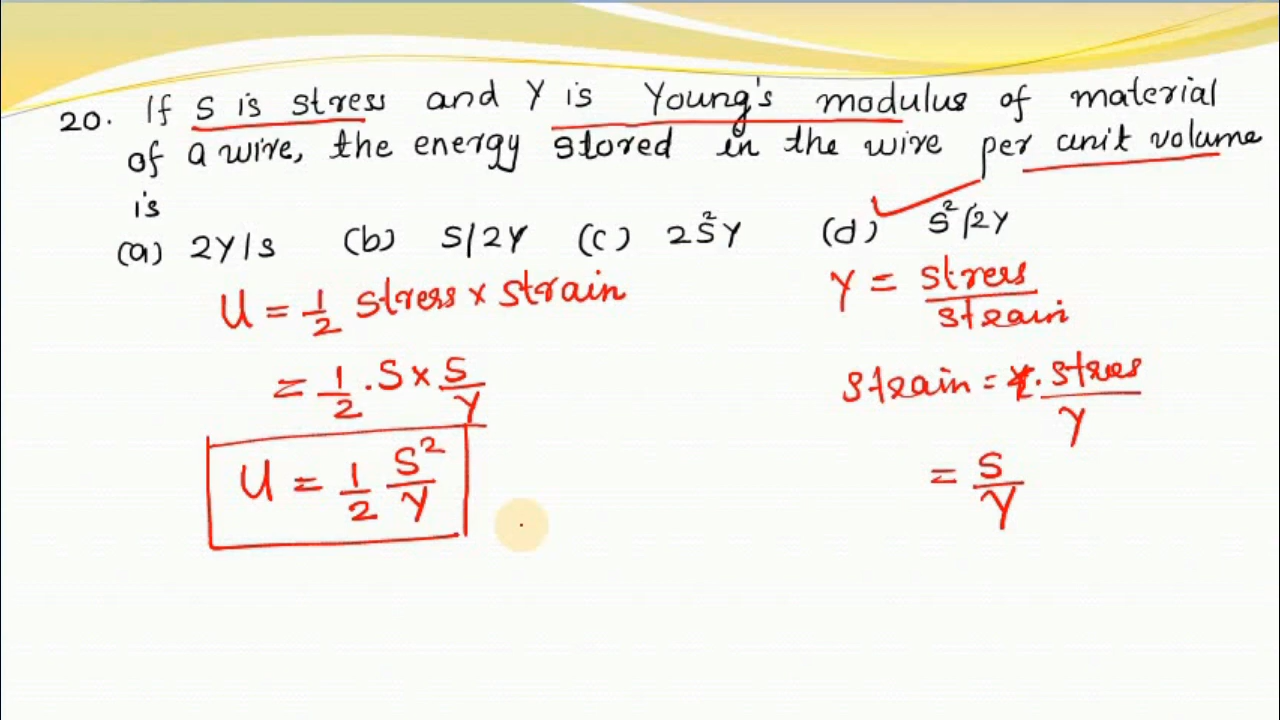 20. If S is stress and Y is Young's modulus of material
of a wire, the energy stored in the wire per unit volume
is
(a) 2Y/S (b) S/2Y (c) 2S²Y (d) S²/2Y
U = 1/2 stress × strain
= 1/2 . S × S/Y
U = 1/2 S²/Y
Y = stress/strain
strain = stress/Y
= S/Y